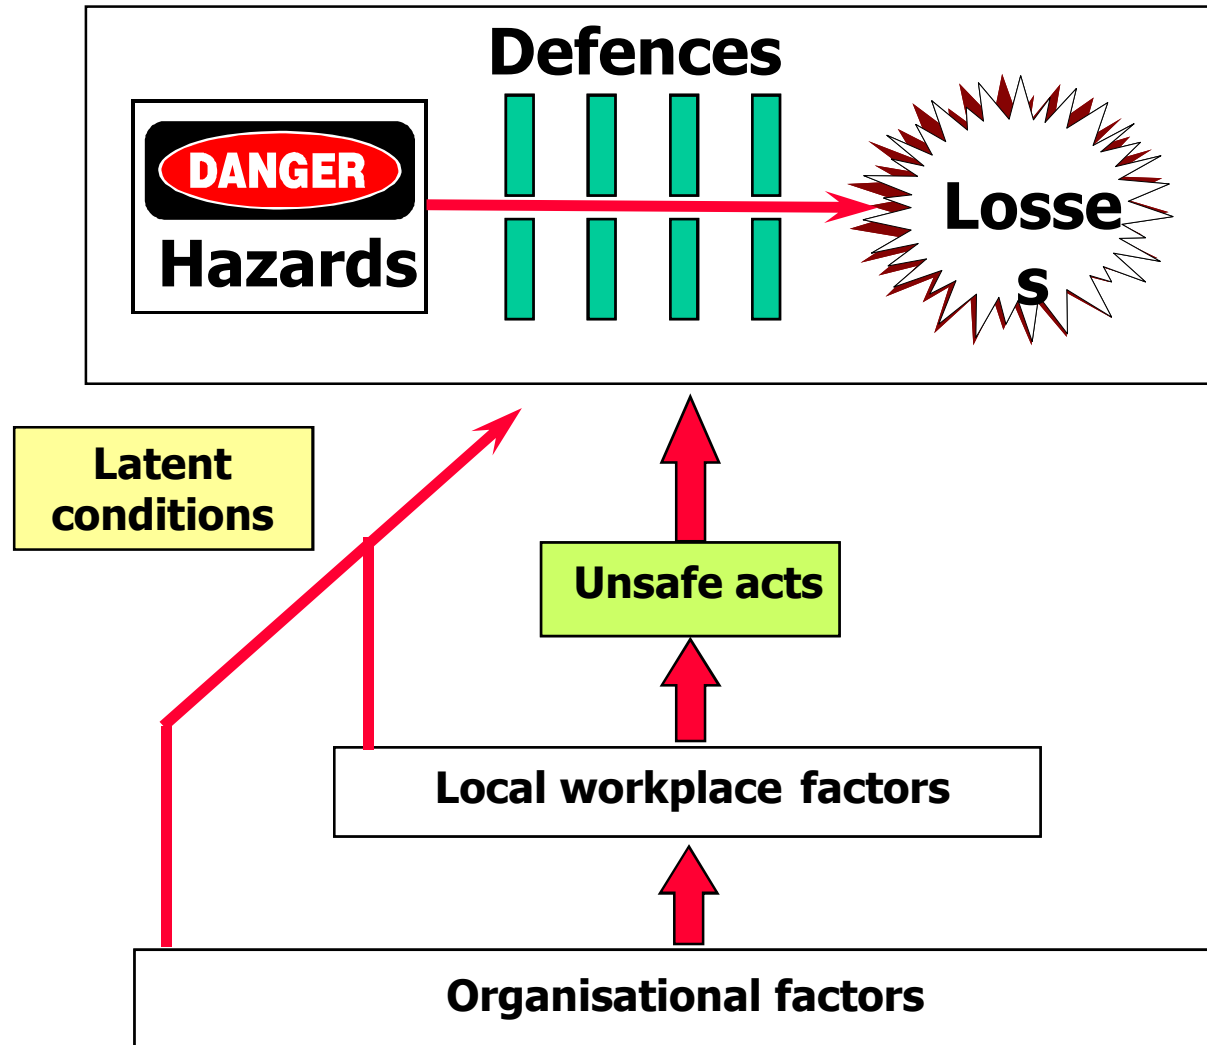 Defences
DANGER
Hazards
Losse
s
Latent
conditions
Unsafe acts
Local workplace factors
Organisational factors